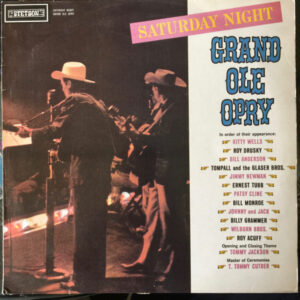 STETSON
SATURDAY NIGHT
GRAND
OLE
OPRY
In order of their appearance:
KITTY WELLS
ROY DRUSKY
BILL ANDERSON
TOMPALL and the GLASER BROS.
JIMMY NEWMAN
ERNEST TUBB
PATSY CLINE
BILL MONROE
JOHNNY and JACK
BILLY GRAMMER
WILBURN BROS.
ROY ACUFF
Opening and Closing Theme
TOMMY JACKSON
Master of Ceremonies
T. TOMMY CUTRER